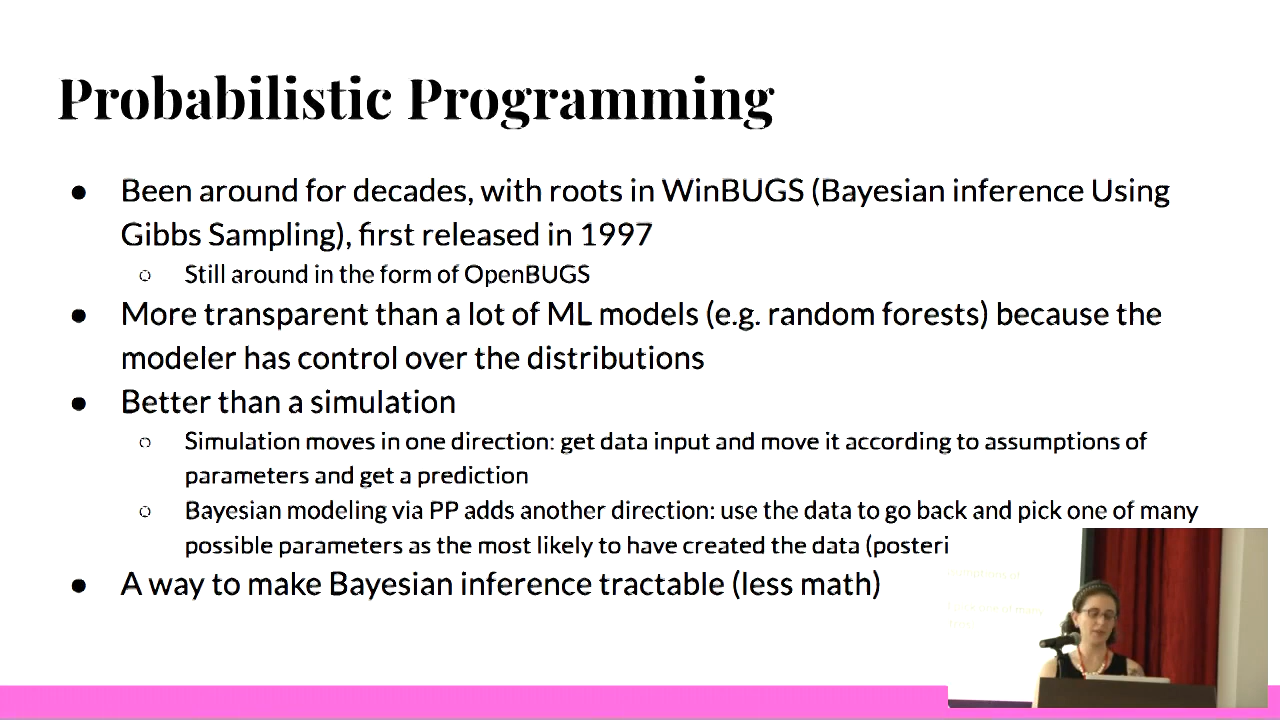 Probabilistic Programming
● Been around for decades, with roots in WinBUGS (Bayesian inference Using
Gibbs Sampling), first released in 1997
○ Still around in the form of OpenBUGS
● More transparent than a lot of ML models (e.g. random forests) because the
modeler has control over the distributions
● Better than a simulation
○ Simulation moves in one direction: get data input and move it according to assumptions of
parameters and get a prediction
○ Bayesian modeling via PP adds another direction: use the data to go back and pick one of many
possible parameters as the most likely to have created the data (posteri
● A way to make Bayesian inference tractable (less math)